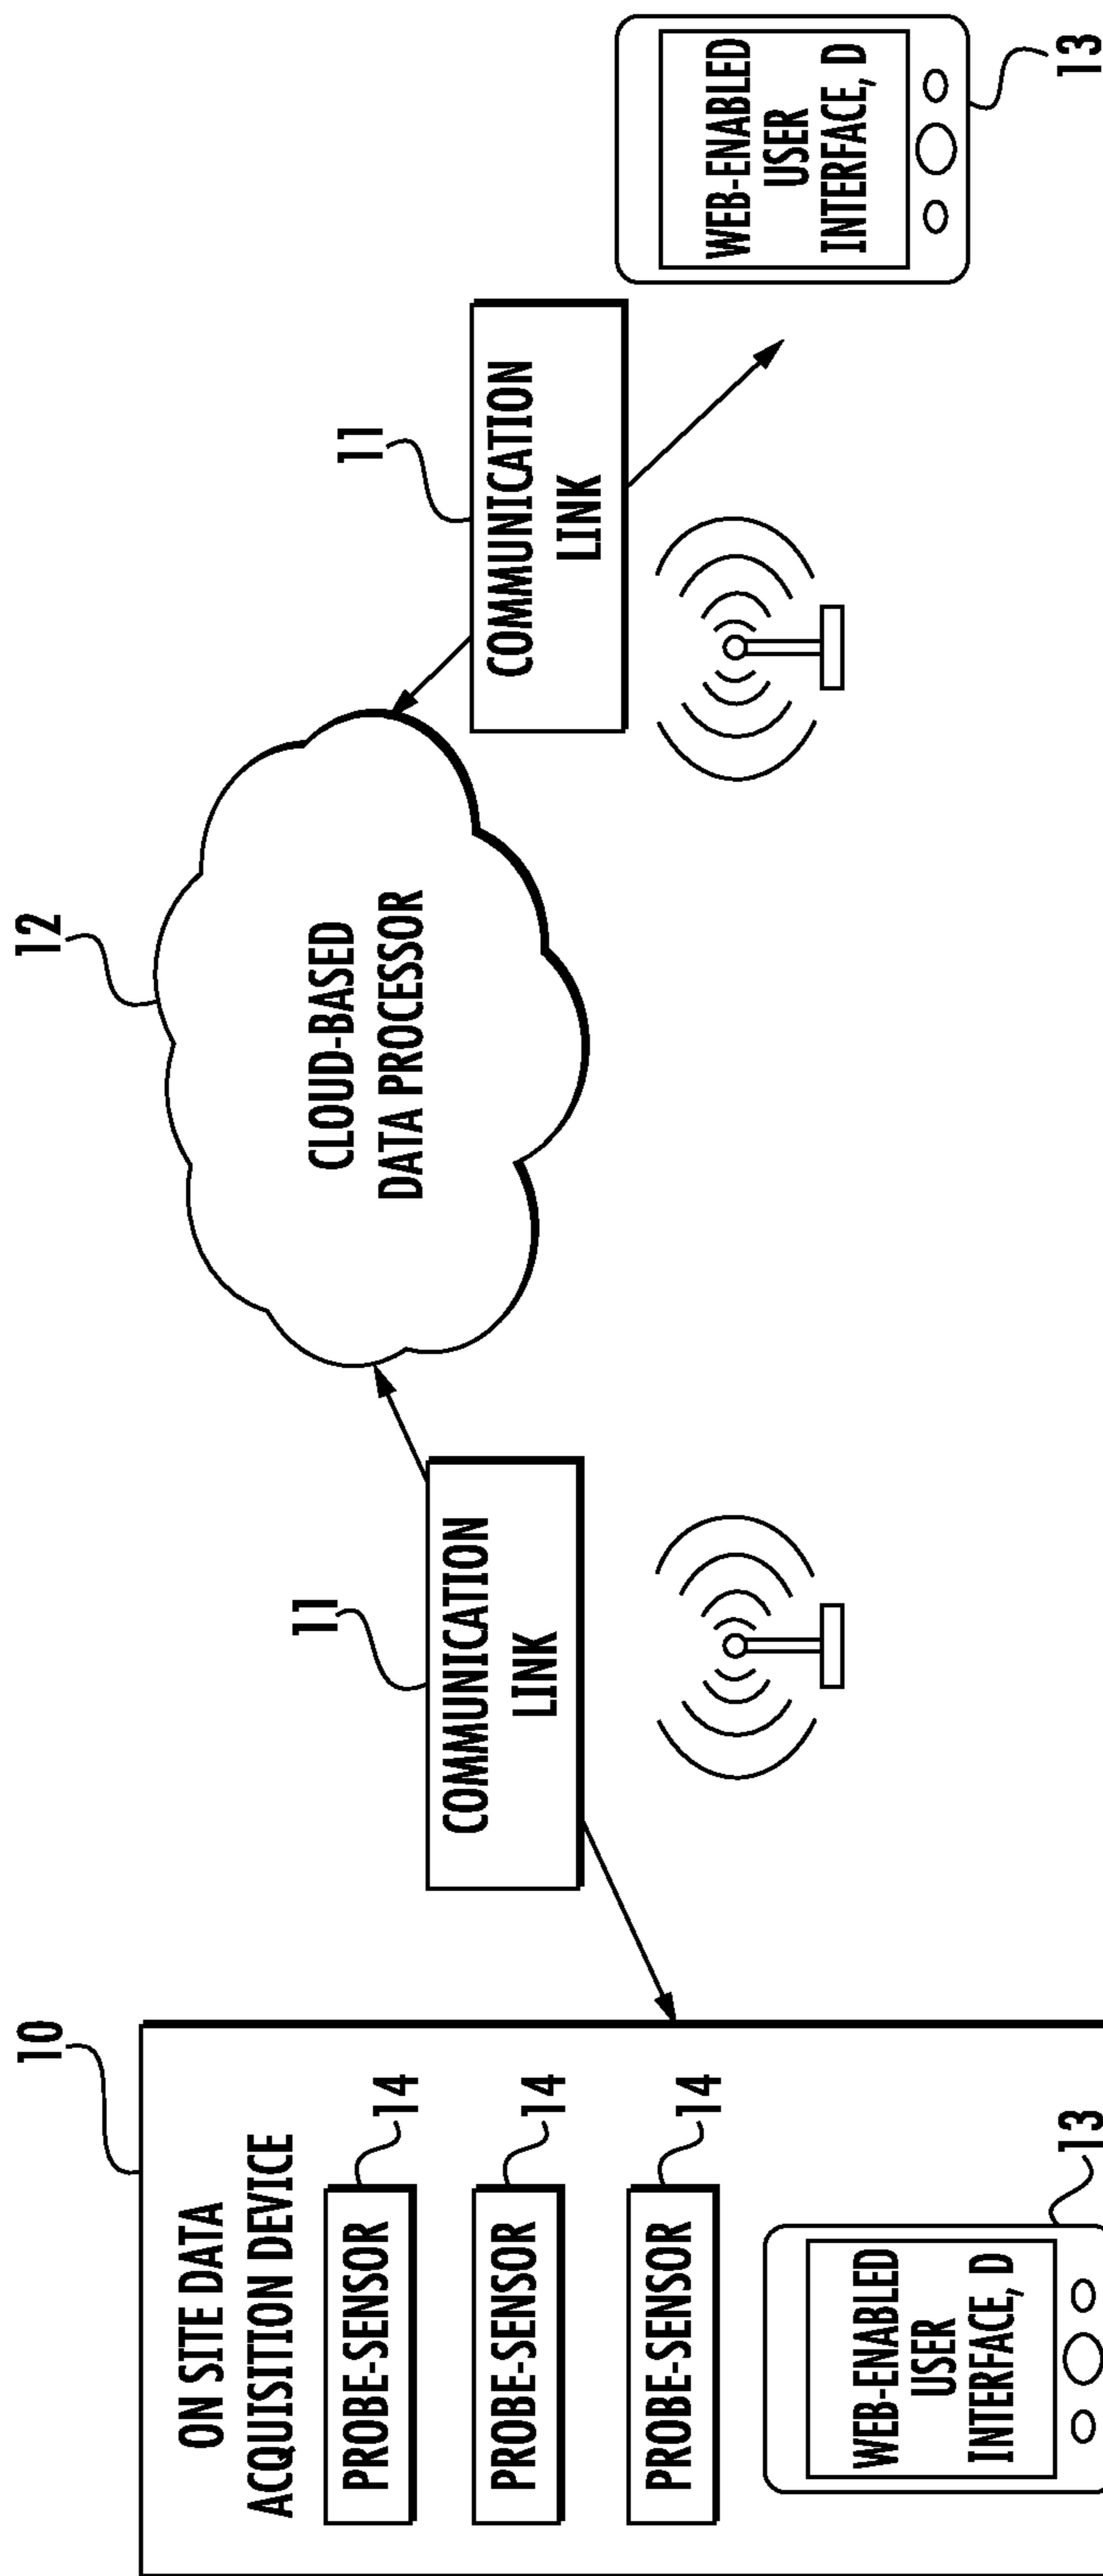 10
ON SITE DATA
ACQUISITION DEVICE
PROBE-SENSOR
14
PROBE-SENSOR
14
PROBE-SENSOR
14
WEB-ENABLED
USER
INTERFACE, D
13
11
COMMUNICATION
LINK
12
CLOUD-BASED
DATA PROCESSOR
11
COMMUNICATION
LINK
WEB-ENABLED
USER
INTERFACE, D
13